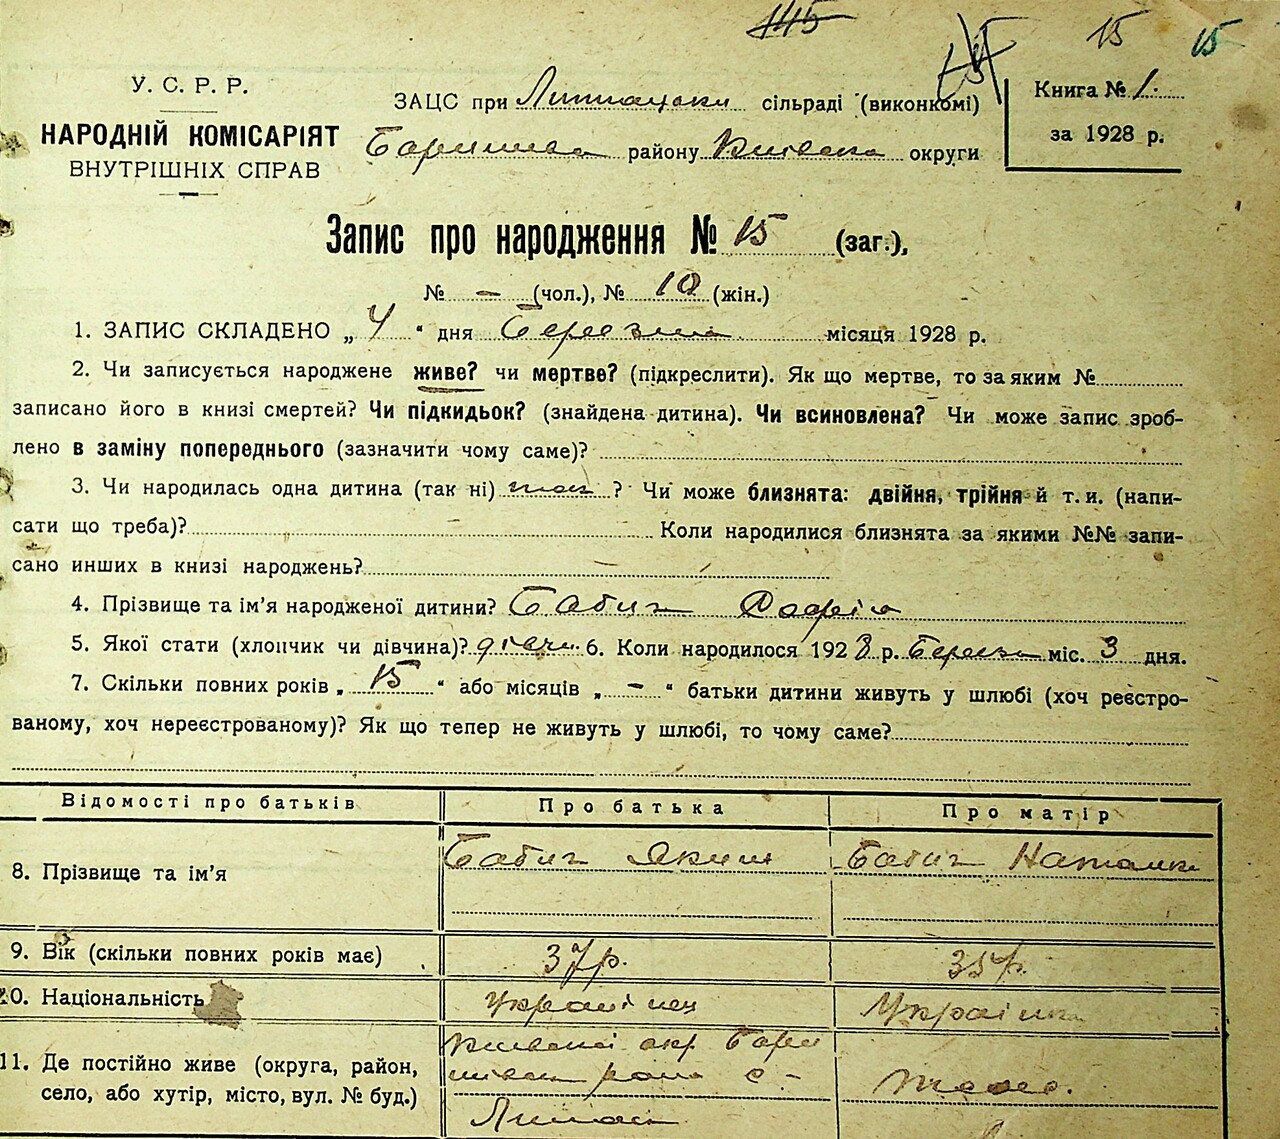 145
15 15
У. С. Р. Р.
НАРОДНІЙ КОМІСАРІЯТ
ВНУТРІШНІХ СПРАВ
ЗАЦС при сільраді (виконкомі)
району округи
Книга № 1.
за 1928 р.
Запис про народження № 15 (заг.),
№ – (чол.), № 10 (жін.)
1. ЗАПИС СКЛАДЕНО „ 4 " дня Березня місяця 1928 р.
2. Чи записується народжене живе? чи мертве? (підкреслити). Як що мертве, то за яким №
записано його в книзі смертей? Чи підкидьок? (знайдена дитина). Чи всиновлена? Чи може запис зроб-
лено в заміну попереднього (зазначити чому саме)?
3. Чи народилась одна дитина (так ні) так ? Чи може близнята: двійня, трійня й т. и. (напи-
сати що треба)? Коли народилися близнята за якими №№ запи-
сано инших в книзі народжень?
4. Прізвище та ім'я народженої дитини? Бабич
5. Якої стати (хлопчик чи дівчина)? дівчи 6. Коли народилося 1928 р. Березня міс. 3 дня.
7. Скільки повних років „ 15 " або місяців „ – " батьки дитини живуть у шлюбі (хоч реєстро-
ваному, хоч нереєстрованому)? Як що тепер не живуть у шлюбі, то чому саме?
Відомості про батьків Про батька Про матір
8. Прізвище та ім'я Бабич Яким Бабич Наталка
9. Вік (скільки повних років має) 37 р. 35 р.
10. Національність Українец Українка
11. Де постійно живе (округа, район,
село, або хутір, місто, вул. № буд.)